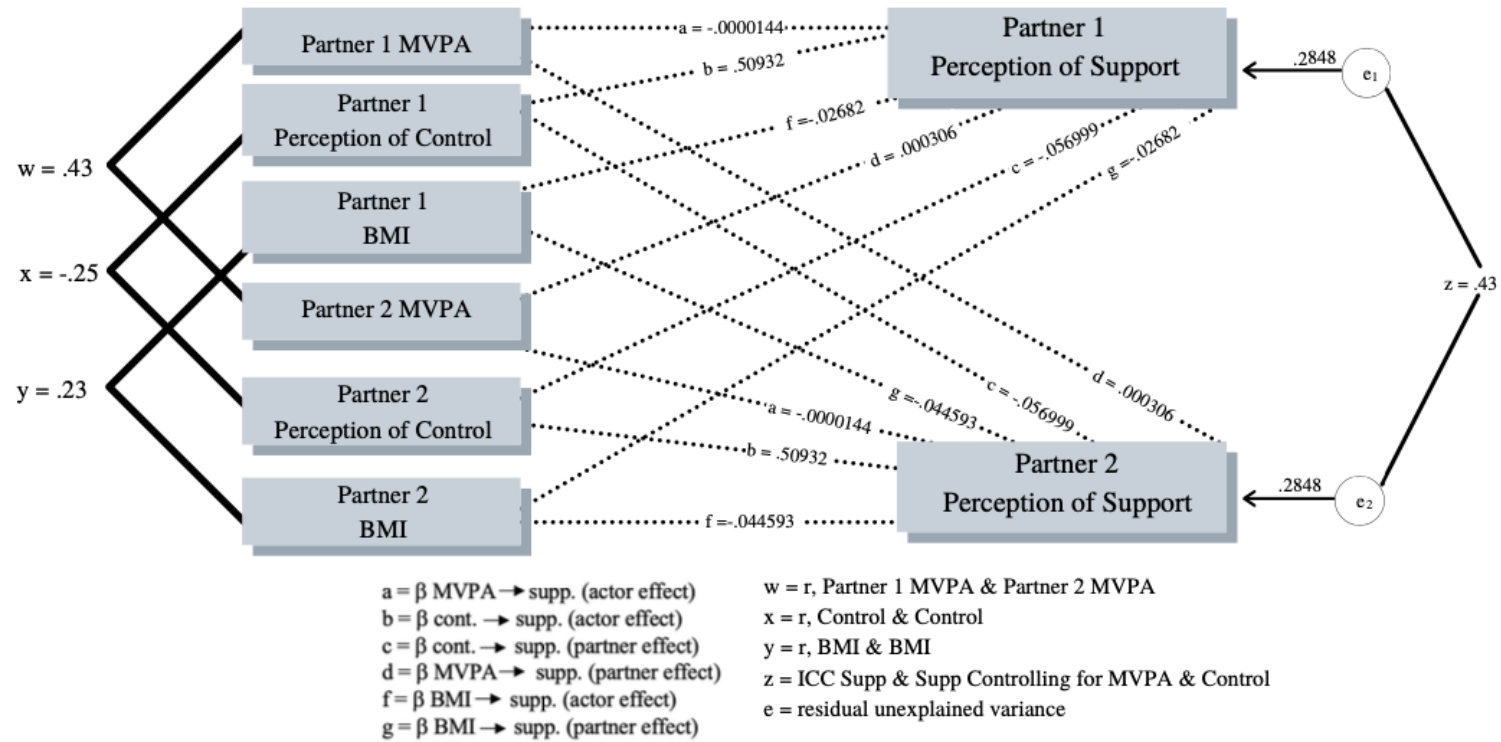 Partner 1 MVPA
Partner 1
Perception of Control
Partner 1
BMI
Partner 2 MVPA
Partner 2
Perception of Control
Partner 2
BMI
w = .43
x = -.25
y = .23
a = -.0000144
b = .50932
f =-.02682
d = .000306
c = -.056999
g =-.02682
Partner 1
Perception of Support
.2848
e1
z = .43
d = .000306
c = -.056999
g =-.044593
a = -.0000144
b = .50932
f =-.044593
Partner 2
Perception of Support
.2848
e2
a = β MVPA → supp. (actor effect)
b = β cont. → supp. (actor effect)
c = β cont. → supp. (partner effect)
d = β MVPA → supp. (partner effect)
f = β BMI → supp. (actor effect)
g = β BMI → supp. (partner effect)
w = r, Partner 1 MVPA & Partner 2 MVPA
x = r, Control & Control
y = r, BMI & BMI
z = ICC Supp & Supp Controlling for MVPA & Control
e = residual unexplained variance